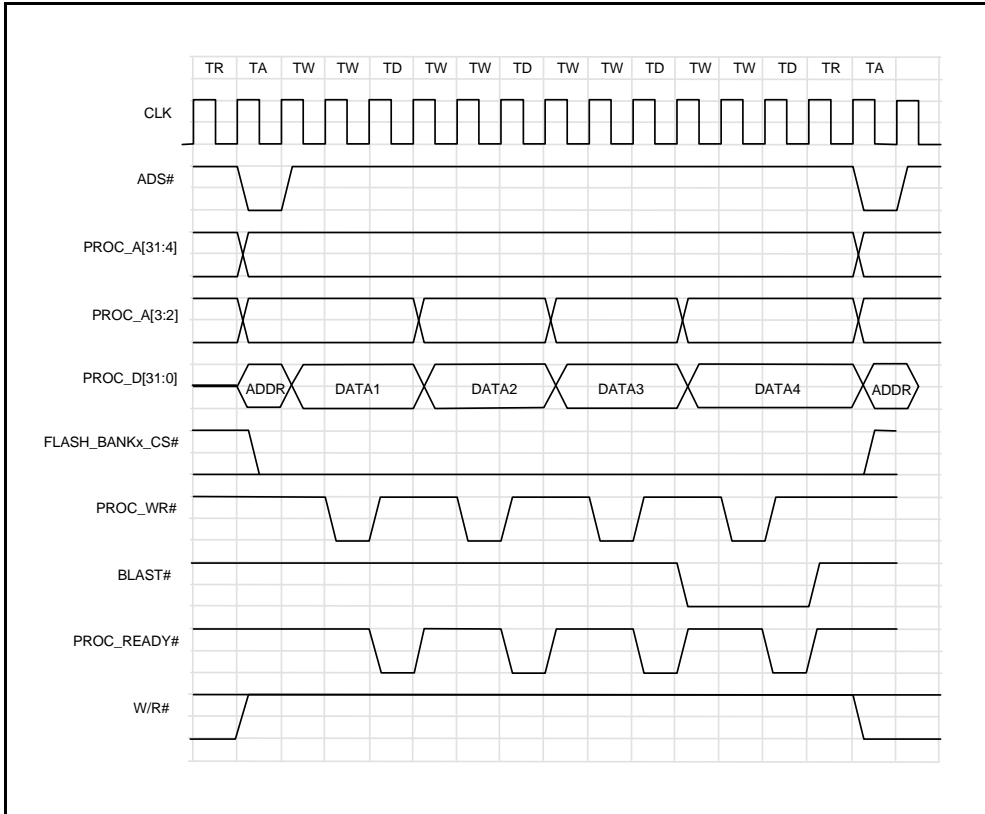 TR TA TW TW TD TW TW TD TW TW TD TW TW TD TR TA
CLK
ADS#
PROC_A[31:4]
PROC_A[3:2]
PROC_D[31:0] ADDR DATA1 DATA2 DATA3 DATA4 ADDR
FLASH_BANKx_CS#
PROC_WR#
BLAST#
PROC_READY#
W/R#